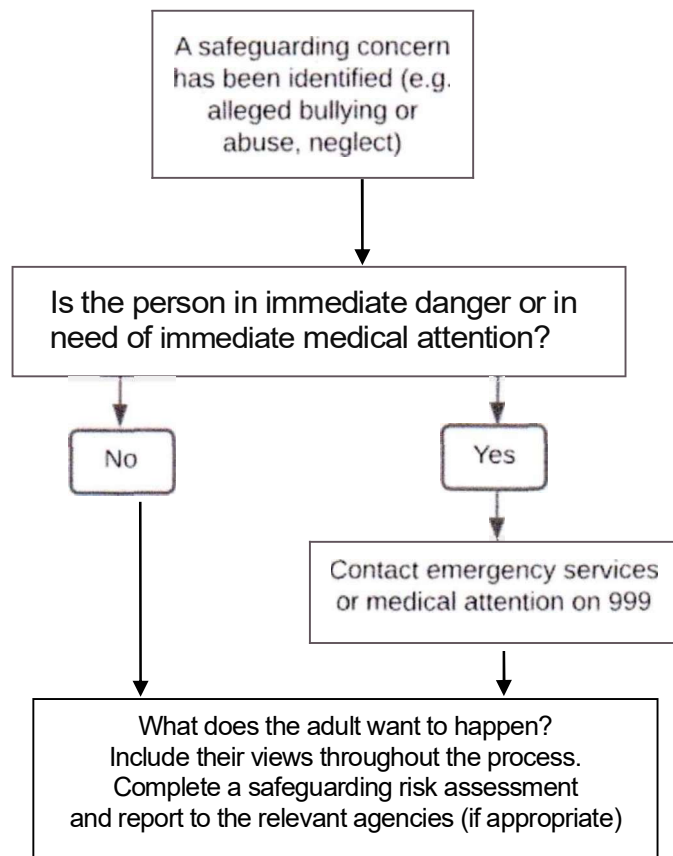 A safeguarding concern
has been identified (e.g.
alleged bullying or
abuse, neglect)
Is the person in immediate danger or in
need of immediate medical attention?
No
Yes
Contact emergency services
or medical attention on 999
What does the adult want to happen?
Include their views throughout the process.
Complete a safeguarding risk assessment
and report to the relevant agencies (if appropriate)